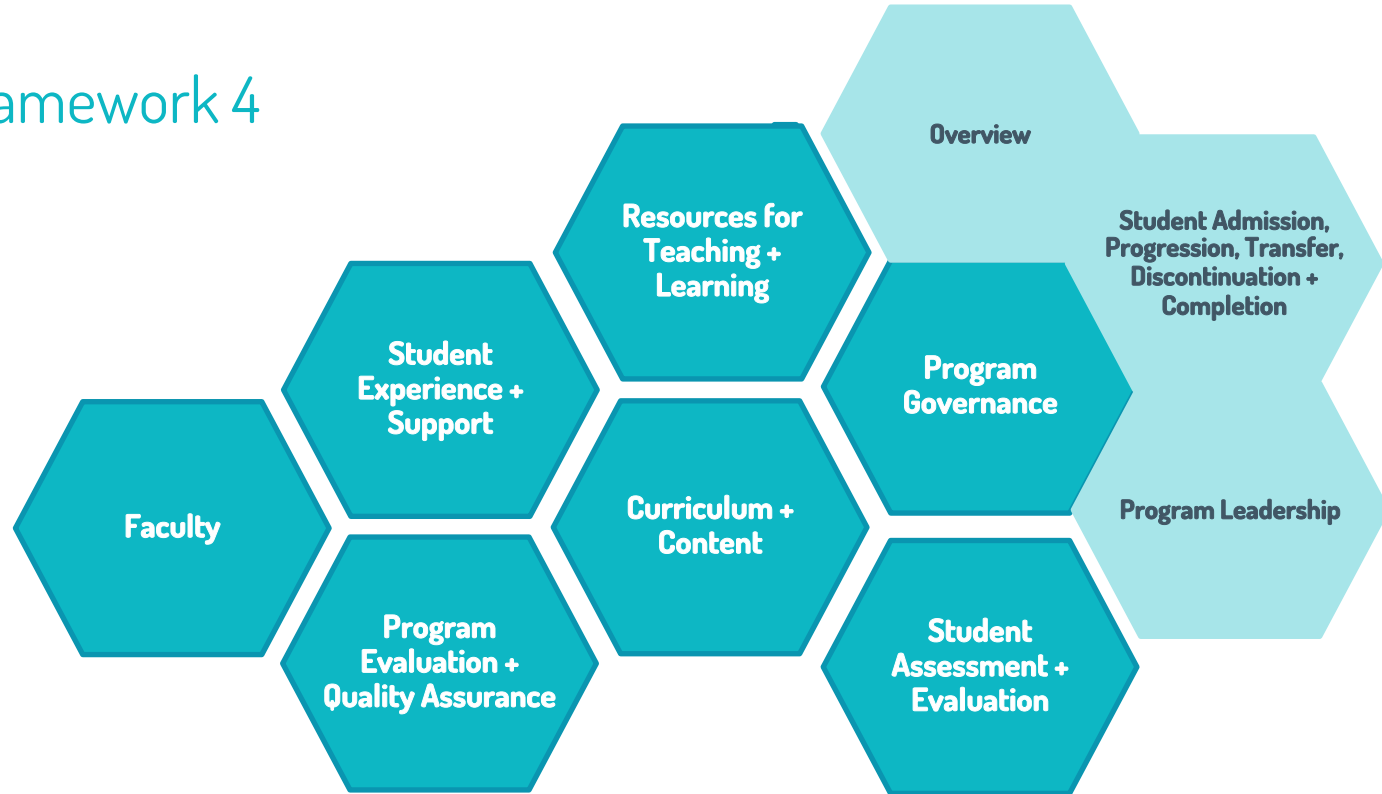 amework 4
Overview
Student Admission,
Progression, Transfer,
Discontinuation +
Completion
Resources for
Teaching +
Learning
Student
Experience +
Support
Program
Governance
Faculty
Curriculum +
Content
Program Leadership
Program
Evaluation +
Quality Assurance
Student
Assessment +
Evaluation